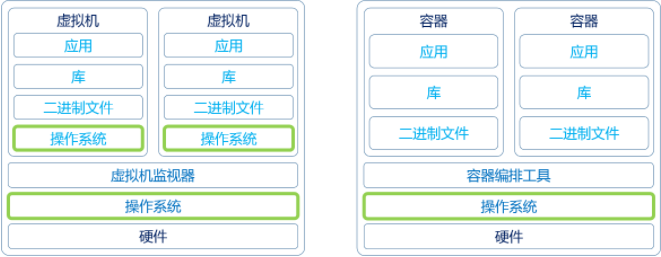 虚拟机
应用
库
二进制文件
操作系统
虚拟机
应用
库
二进制文件
操作系统
虚拟机监视器
操作系统
硬件
容器
应用
库
二进制文件
容器
应用
库
二进制文件
容器编排工具
操作系统
硬件